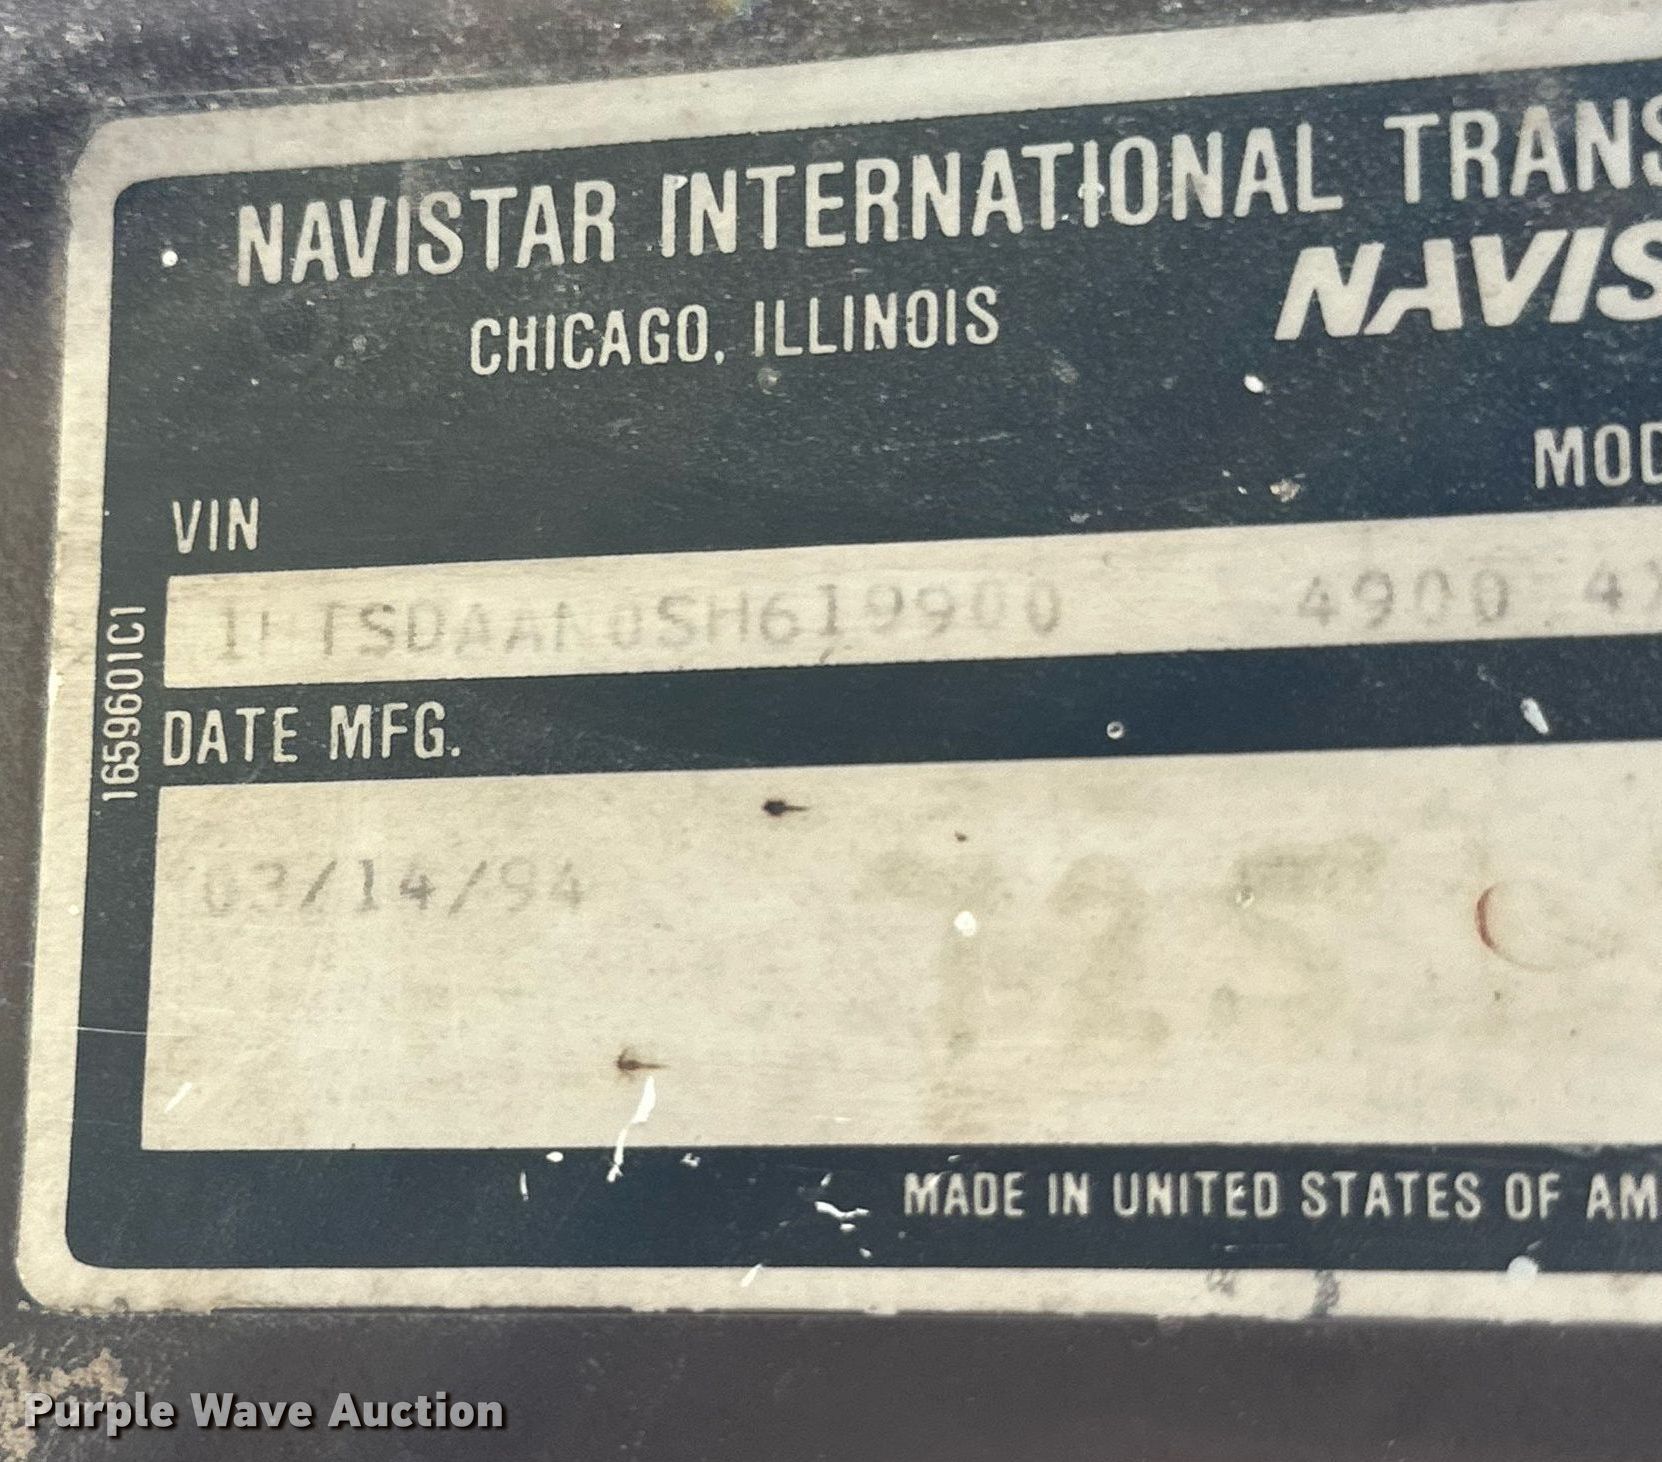 NAVISTAR INTERNATIONAL TRANS
CHICAGO, ILLINOIS
NAVIS
MOD
VIN
1HTSDAAN0SH619900 4900 4X
1659601C1
DATE MFG.
03/14/94
MADE IN UNITED STATES OF AM
Purple Wave Auction